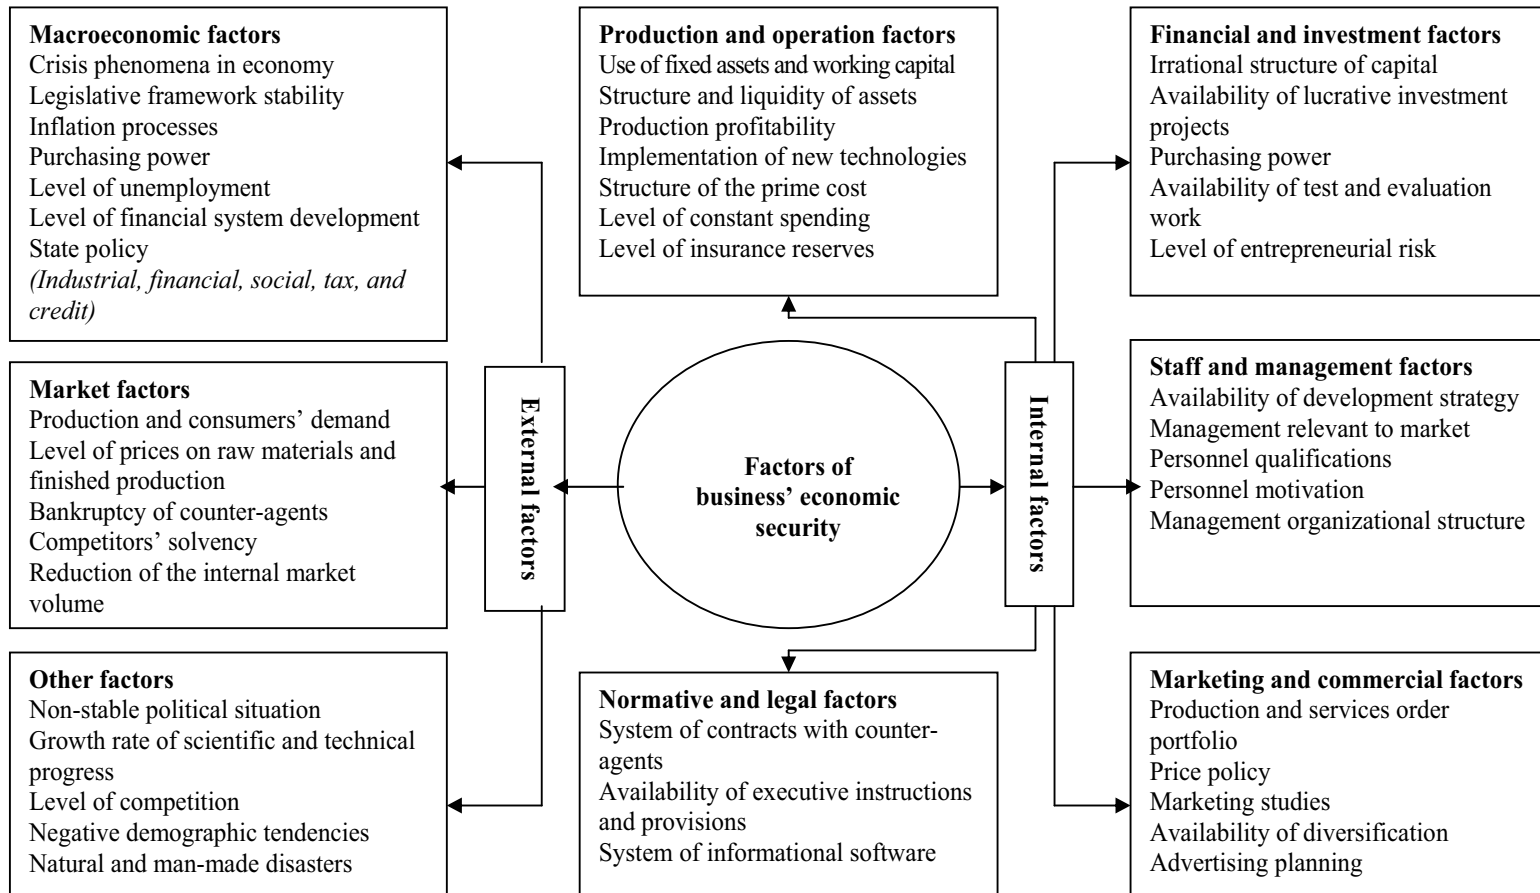 Macroeconomic factors
Crisis phenomena in economy
Legislative framework stability
Inflation processes
Purchasing power
Level of unemployment
Level of financial system development
State policy
(Industrial, financial, social, tax, and
credit)
Production and operation factors
Use of fixed assets and working capital
Structure and liquidity of assets
Production profitability
Implementation of new technologies
Structure of the prime cost
Level of constant spending
Level of insurance reserves
Financial and investment factors
Irrational structure of capital
Availability of lucrative investment
projects
Purchasing power
Availability of test and evaluation
work
Level of entrepreneurial risk
Market factors
Production and consumers’ demand
Level of prices on raw materials and
finished production
Bankruptcy of counter-agents
Competitors’ solvency
Reduction of the internal market
volume
External factors
Factors of
business’ economic
security
Internal factors
Staff and management factors
Availability of development strategy
Management relevant to market
Personnel qualifications
Personnel motivation
Management organizational structure
Other factors
Non-stable political situation
Growth rate of scientific and technical
progress
Level of competition
Negative demographic tendencies
Natural and man-made disasters
Normative and legal factors
System of contracts with counter-
agents
Availability of executive instructions
and provisions
System of informational software
Marketing and commercial factors
Production and services order
portfolio
Price policy
Marketing studies
Availability of diversification
Advertising planning